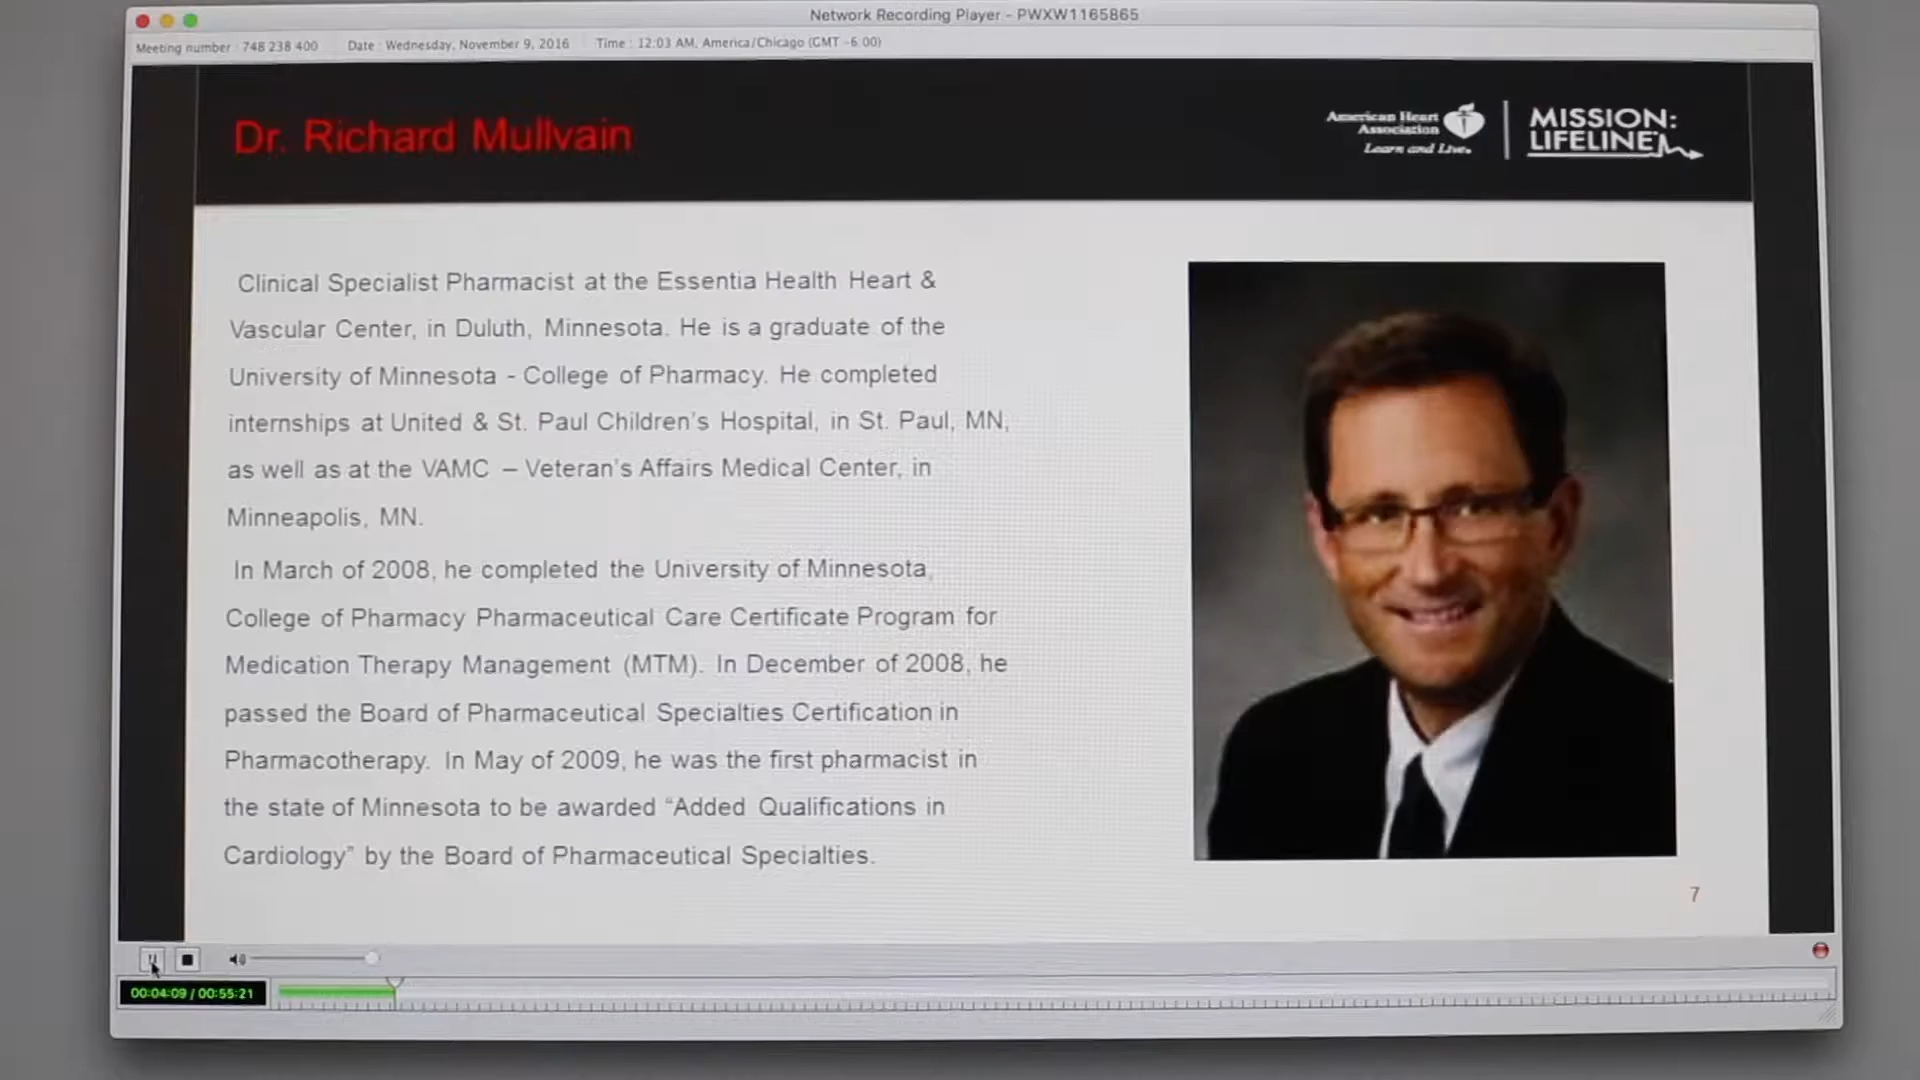 Network Recording Player - PWXW1165865
Meeting number : 748 238 400 Date : Wednesday, November 9, 2016 Time : 12:03 AM, America/Chicago (GMT -6:00)
Dr. Richard Mullvain
American Heart
Association
Learn and Live.
MISSION:
LIFELINE
Clinical Specialist Pharmacist at the Essentia Health Heart &
Vascular Center, in Duluth, Minnesota. He is a graduate of the
University of Minnesota - College of Pharmacy. He completed
internships at United & St. Paul Children's Hospital, in St. Paul, MN,
as well as at the VAMC – Veteran's Affairs Medical Center, in
Minneapolis, MN.
In March of 2008, he completed the University of Minnesota,
College of Pharmacy Pharmaceutical Care Certificate Program for
Medication Therapy Management (MTM). In December of 2008, he
passed the Board of Pharmaceutical Specialties Certification in
Pharmacotherapy. In May of 2009, he was the first pharmacist in
the state of Minnesota to be awarded “Added Qualifications in
Cardiology” by the Board of Pharmaceutical Specialties.
7
00:04:09 / 00:55:21